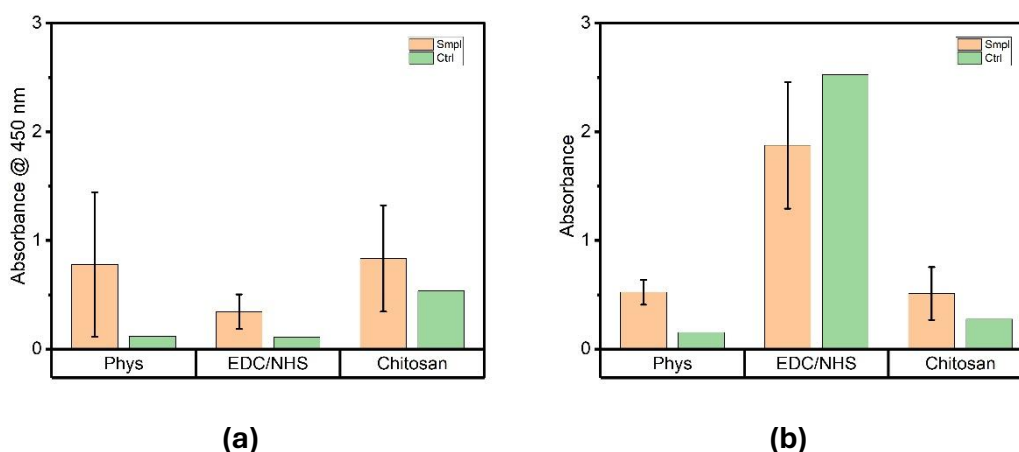 3
2
1
0
Absorbance @ 450 nm
Smpl
Ctrl
Phys
EDC/NHS
Chitosan
(a)
3
2
1
0
Absorbance
Smpl
Ctrl
Phys
EDC/NHS
Chitosan
(b)